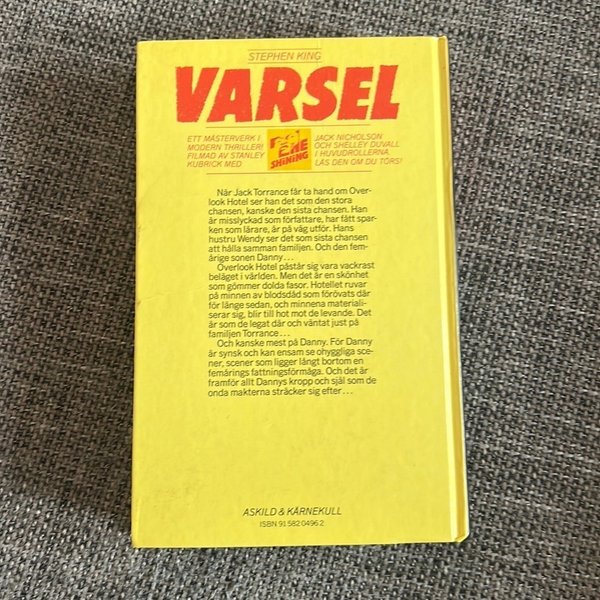 STEPHEN KING
VARSEL
ETT MÄSTERVERK I
MODERN THRILLER!
FILMAD AV STANLEY
KUBRICK MED
THE
SHiNiNG
JACK NICHOLSON
OCH SHELLEY DUVALL
I HUVUDROLLERNA.
LÄS DEN OM DU TÖRS!
När Jack Torrance får ta hand om Over-
look Hotel ser han det som den stora
chansen, kanske den sista chansen. Han
är misslyckad som författare, har fått spar-
ken som lärare, är på väg utför. Hans
hustru Wendy ser det som sista chansen
att hålla samman familjen. Och den fem-
årige sonen Danny...
Overlook Hotel påstår sig vara vackrast
beläget i världen. Men det är en skönhet
som gömmer dolda fasor. Hotellet ruvar
på minnen av blodsdåd som förövats där
för länge sedan, och minnena materiali-
serar sig, blir till hot mot de levande. Det
är som de legat där och väntat just på
familjen Torrance...
Och kanske mest på Danny. För Danny
är synsk och kan ensam se ohyggliga sce-
ner, scener som ligger långt bortom en
femårings fattningsförmåga. Och det är
framför allt Dannys kropp och själ som de
onda makterna sträcker sig efter...
ASKILD & KÄRNEKULL
ISBN 91 582 0496 2